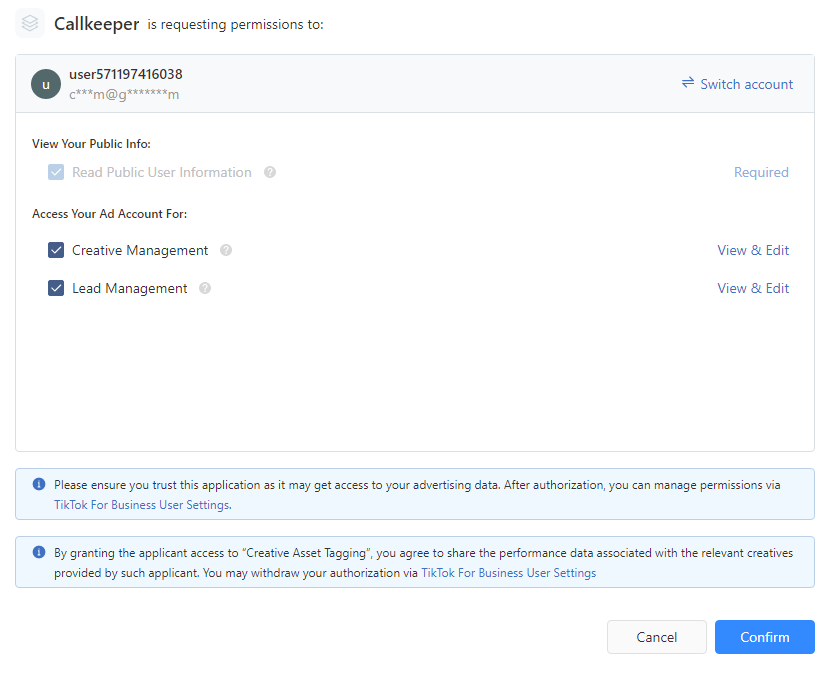 Callkeeper is requesting permissions to:
u
user571197416038
c***m@g*******m
Switch account
View Your Public Info:
Read Public User Information ?
Required
Access Your Ad Account For:
Creative Management ?
View & Edit
Lead Management ?
View & Edit
Please ensure you trust this application as it may get access to your advertising data. After authorization, you can manage permissions via
TikTok For Business User Settings.
By granting the applicant access to “Creative Asset Tagging”, you agree to share the performance data associated with the relevant creatives
provided by such applicant. You may withdraw your authorization via TikTok For Business User Settings
Cancel
Confirm